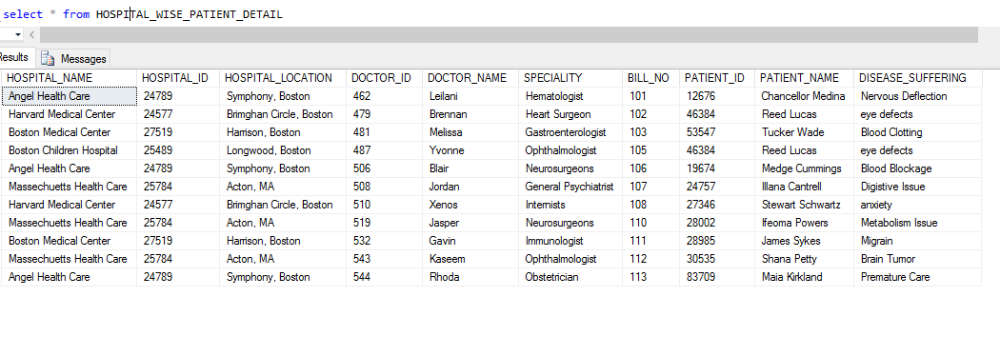 select * from HOSPITAL_WISE_PATIENT_DETAIL
Results Messages
HOSPITAL_NAME HOSPITAL_ID HOSPITAL_LOCATION DOCTOR_ID DOCTOR_NAME SPECIALITY BILL_NO PATIENT_ID PATIENT_NAME DISEASE_SUFFERING
Angel Health Care 24789 Symphony, Boston 462 Leilani Hematologist 101 12676 Chancellor Medina Nervous Deflection
Harvard Medical Center 24577 Bringhan Circle, Boston 479 Brennan Heart Surgeon 102 46384 Reed Lucas eye defects
Boston Medical Center 27519 Harrison, Boston 481 Melissa Gastroenterologist 103 53547 Tucker Wade Blood Clotting
Boston Children Hospital 25489 Longwood, Boston 487 Yvonne Ophthalmologist 105 46384 Reed Lucas eye defects
Angel Health Care 24789 Symphony, Boston 506 Blair Neurosurgeons 106 19674 Medge Cummings Blood Blockage
Massechuetts Health Care 25784 Acton, MA 508 Jordan General Psychiatrist 107 24757 Illana Cantrell Digistive Issue
Harvard Medical Center 24577 Bringhan Circle, Boston 510 Xenos Internists 108 27346 Stewart Schwartz anxiety
Massechuetts Health Care 25784 Acton, MA 519 Jasper Neurosurgeons 110 28002 Ifeoma Powers Metabolism Issue
Boston Medical Center 27519 Harrison, Boston 532 Gavin Immunologist 111 28985 James Sykes Migrain
Massechuetts Health Care 25784 Acton, MA 543 Kaseem Ophthalmologist 112 30535 Shana Petty Brain Tumor
Angel Health Care 24789 Symphony, Boston 544 Rhoda Obstetrician 113 83709 Maia Kirkland Premature Care